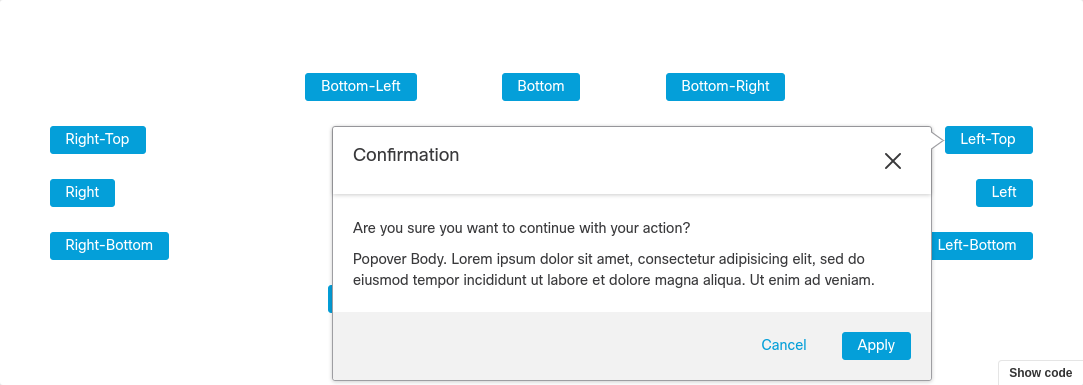 Bottom-Left
Bottom
Bottom-Right
Right-Top
Left-Top
Confirmation
Right
Left
Are you sure you want to continue with your action?
Right-Bottom
Left-Bottom
Popover Body. Lorem ipsum dolor sit amet, consectetur adipisicing elit, sed do
eiusmod tempor incididunt ut labore et dolore magna aliqua. Ut enim ad veniam.
Cancel
Apply
Show code